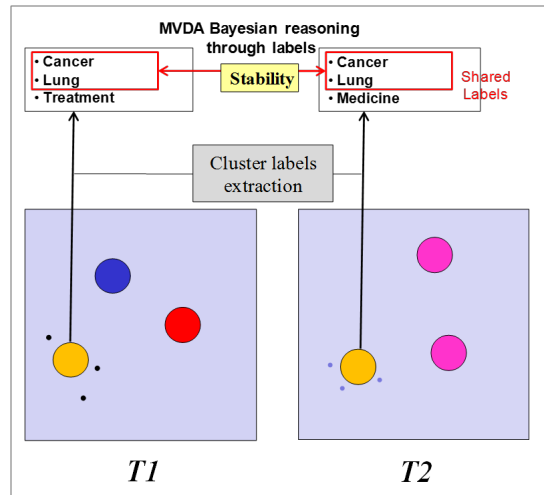 MVDA Bayesian reasoning
through labels
• Cancer
• Lung
• Treatment
Stability
• Cancer
• Lung
• Medicine
Shared
Labels
Cluster labels
extraction
T1
T2